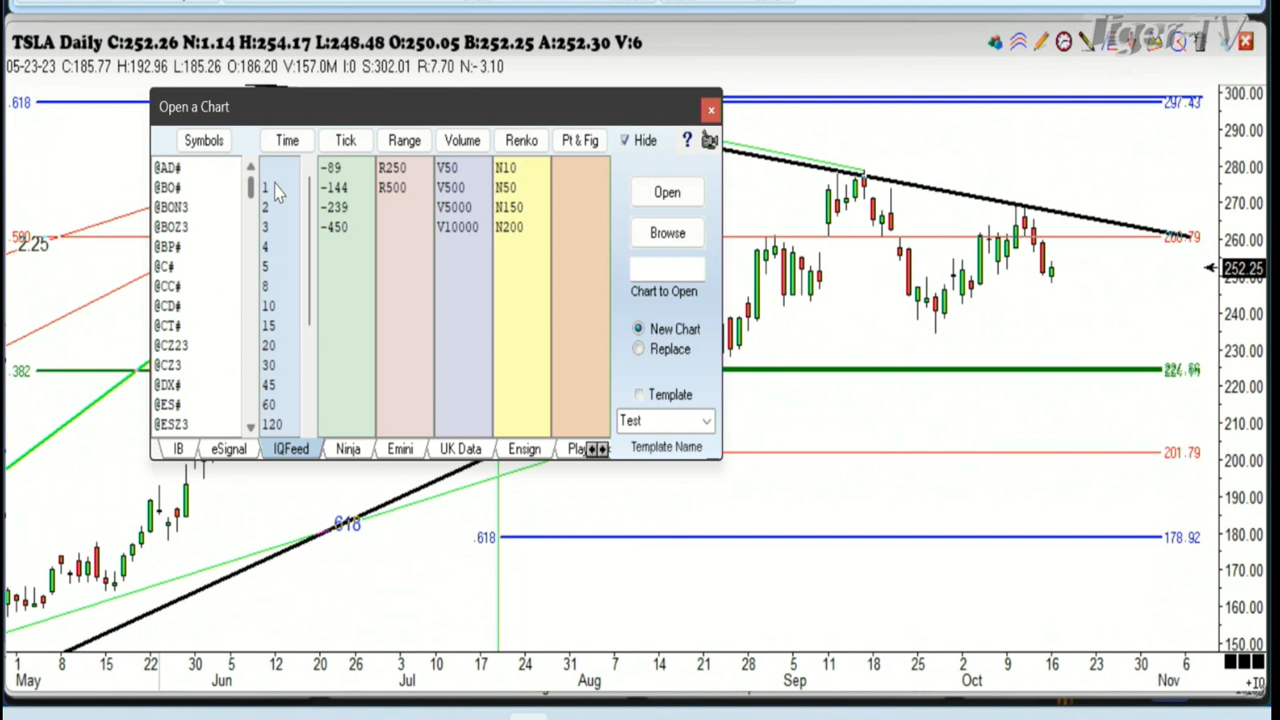 Tiger TV
TSLA Daily C:252.26 N:1.14 H:254.17 L:248.48 O:250.05 B:252.25 A:252.30 V:6
05-23-23 C:185.77 H:192.96 L:185.26 O:186.20 V:157.0M I:0 S:302.01 R:7.70 N:-3.10
Open a Chart
Symbols Time Tick Range Volume Renko Pt & Fig Hide ?
@AD# -89 R250 V50 N10
@BO# 1 -144 R500 V500 N50
@BON3 2 -239 V5000 N150
@BOZ3 3 -450 V10000 N200
@BP# 4
@C# 5
@CC# 8
@CD# 10
@CT# 15
@CZ23 20
@CZ3 30
@DX# 45
@ES# 60
@ESZ3 120
Open
Browse
Chart to Open
New Chart
Replace
Template
Test
Template Name
IB eSignal IQFeed Ninja Emini UK Data Ensign Pla
.618 297.43
2.25
.382
201.79
.618
.618 178.92
300.00
290.00
280.00
270.00
260.00
252.25
240.00
230.00
220.00
210.00
200.00
190.00
180.00
170.00
160.00
150.00
1 8 15 22 30 5 12 20 26 3 10 17 24 31 7 14 21 28 5 11 18 25 2 9 16 23 30 6
May Jun Jul Aug Sep Oct Nov